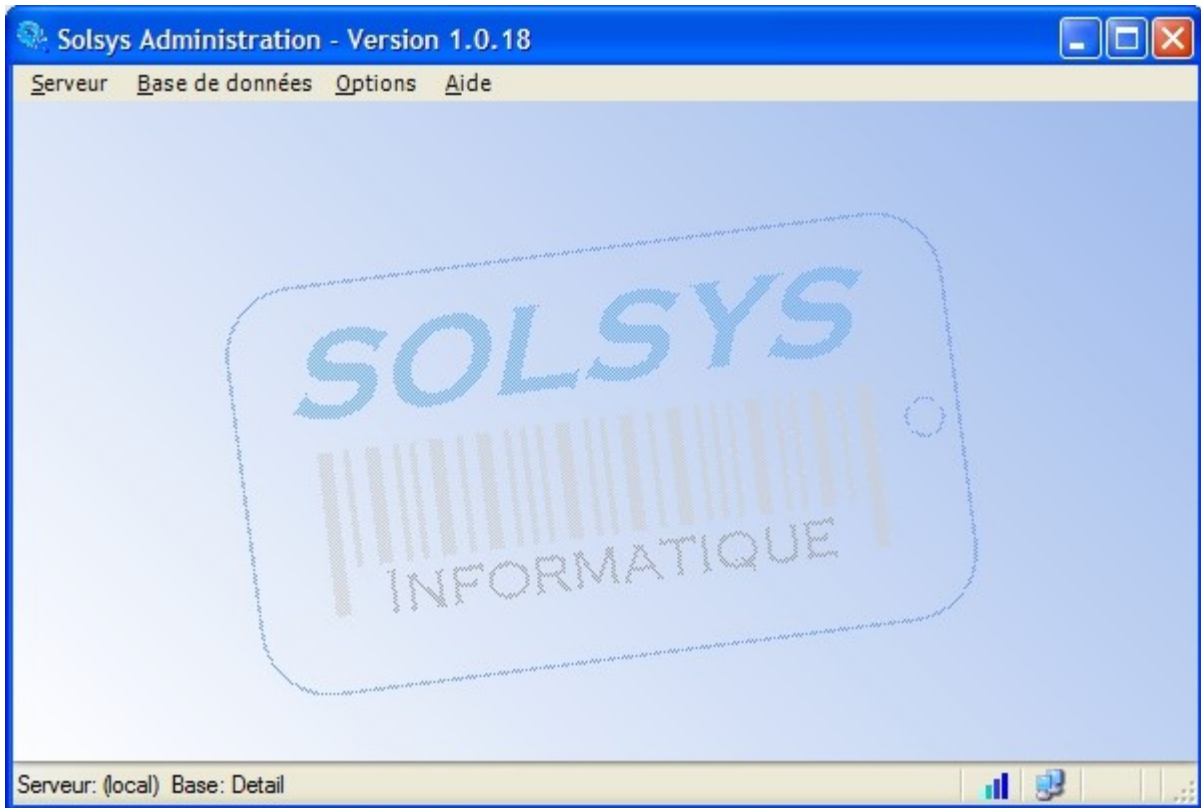 Solsys Administration - Version 1.0.18
Serveur Base de données Options Aide
SOLSYS
INFORMATIQUE
Serveur: (local) Base: Detail